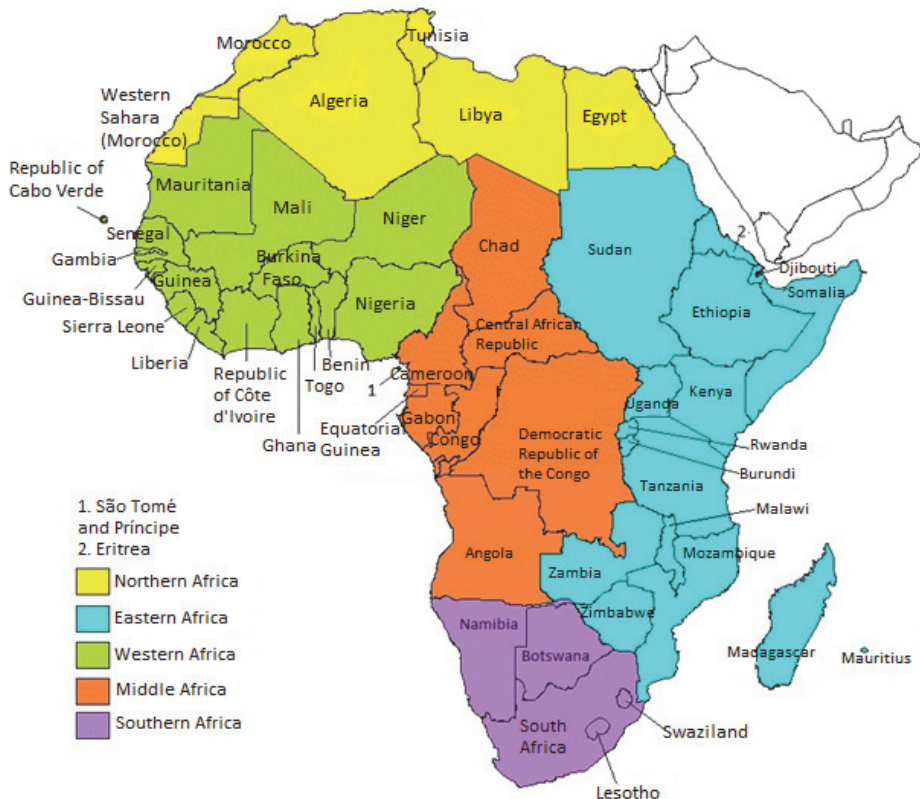 Morocco
Tunisia
Western
Sahara
(Morocco)
Algeria
Libya
Egypt
Republic of
Cabo Verde
Mauritania
Mali
Niger
Chad
Sudan
2
Djibouti
Somalia
Senegal
Gambia
Guinea-Bissau
Guinea
Sierra Leone
Liberia
Burkina
Faso
Nigeria
Ethiopia
Central African
Republic
Republic
of Côte
d'Ivoire
Ghana
Togo
Benin
1
Cameroon
Equatorial
Guinea
Gabon
Congo
Democratic
Republic of
the Congo
Uganda
Kenya
Rwanda
Burundi
Tanzania
Malawi
Angola
Zambia
Mozambique
Zimbabwe
Madagascar
Mauritius
Namibia
Botswana
South
Africa
Swaziland
Lesotho
1. São Tomé
and Príncipe
2. Eritrea
Northern Africa
Eastern Africa
Western Africa
Middle Africa
Southern Africa